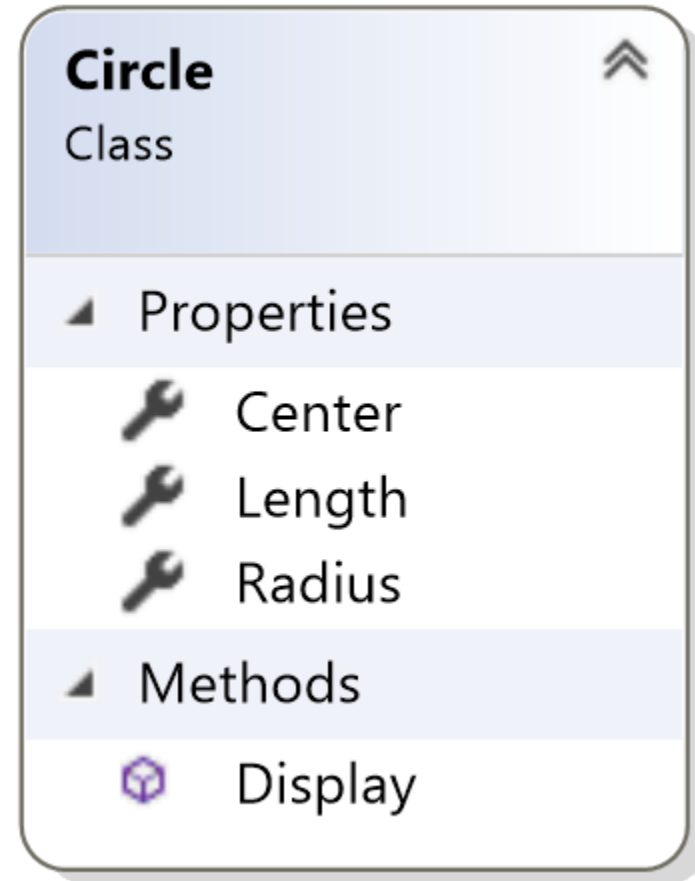 Circle
Class
Properties
Center
Length
Radius
Methods
Display